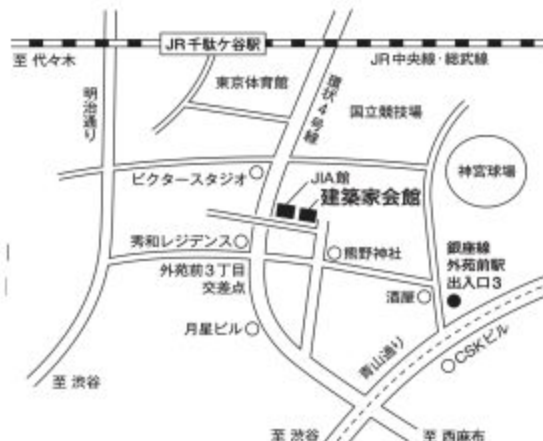 JR千駄ケ谷駅
至 代々木
JR中央線・総武線
明治通り
東京体育館
環状4号線
国立競技場
神宮球場
ビクタースタジオ
JIA館
建築家会館
秀和レジデンス
熊野神社
銀座線
外苑前駅
出入口3
外苑前3丁目
交差点
酒屋
月星ビル
青山通り
CSKビル
至 渋谷
至 渋谷
至 西麻布